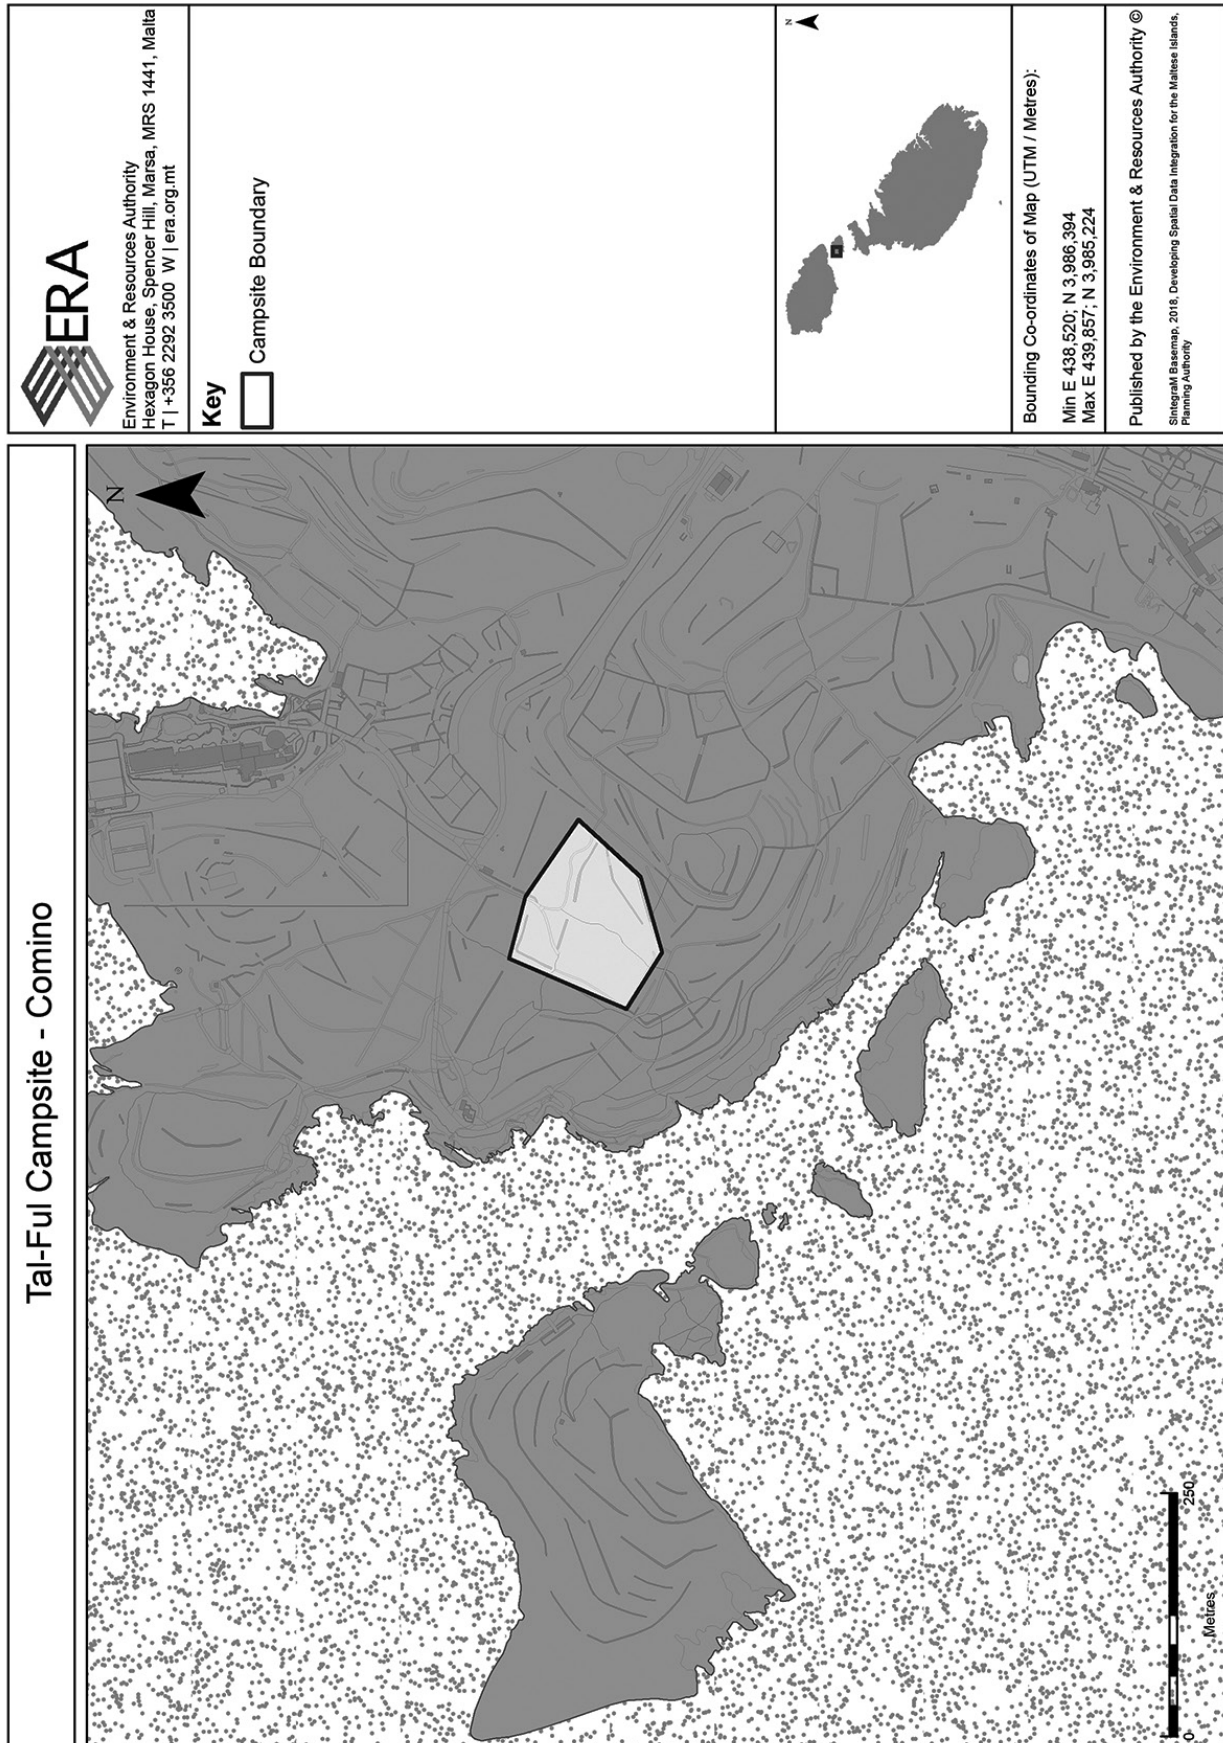 Tal-Ful Campsite - Comino
N
0
250
Metres
ERA
Environment & Resources Authority
Hexagon House, Spencer Hill, Marsa, MRS 1441, Malta
T | +356 2292 3500 W | era.org.mt
Key
Campsite Boundary
N
Bounding Co-ordinates of Map (UTM / Metres):
Min E 438,520; N 3,986,394
Max E 439,857; N 3,985,224
Published by the Environment & Resources Authority ©
SintegraM Basemap, 2018, Developing Spatial Data Integration for the Maltese Islands,
Planning Authority